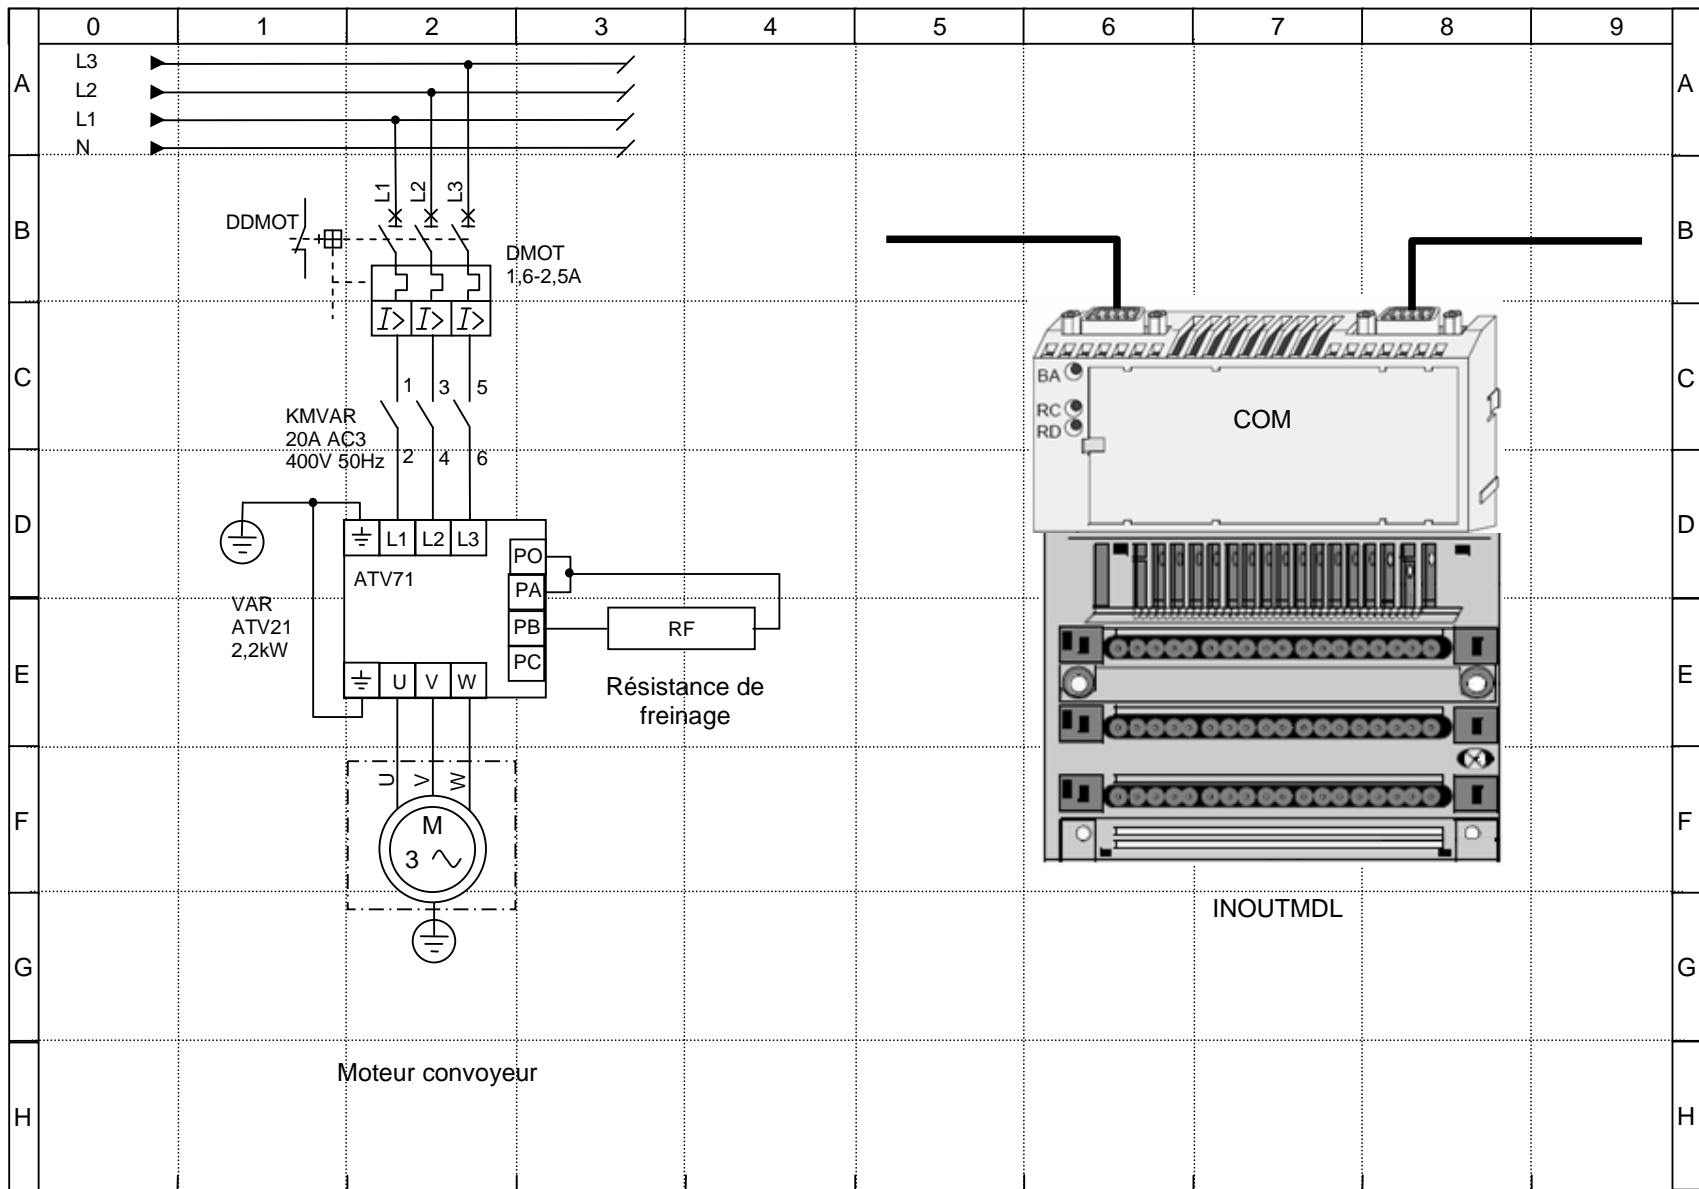 0 1 2 3 4 5 6 7 8 9
A L3 A
L2
L1
N
L1 L2 L3
B DDMOT B
DMOT
1,6-2,5A
I> I> I>
C 1 3 5 C
BA
KMVAR
20A AC3
400V 50Hz 2 4 6
RC
RD
COM
D L1 L2 L3 D
PO
ATV71
PA
VAR
ATV21
2,2kW
PB RF
PC
E U V W E
Résistance de
freinage
U V W
F M F
3
INOUTMDL
G G
Moteur convoyeur
H H